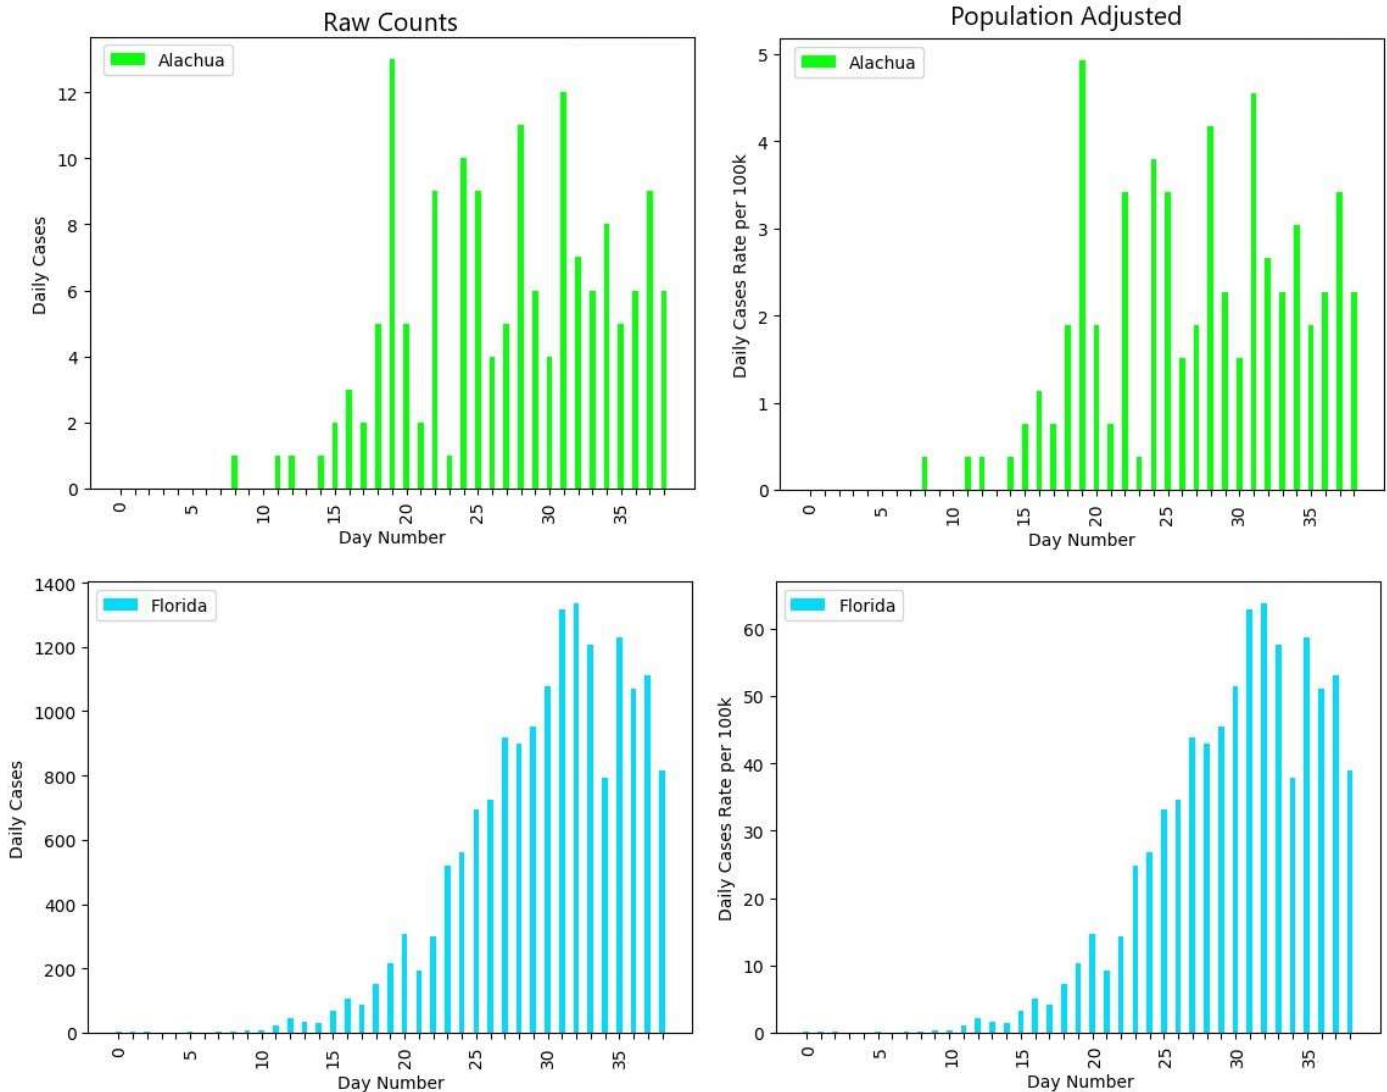 Raw Counts
Population Adjusted
Alachua
Daily Cases
12
10
8
6
4
2
0
0 5 10 15 20 25 30 35
Day Number
Alachua
Daily Cases Rate per 100k
5
4
3
2
1
0
0 5 10 15 20 25 30 35
Day Number
Florida
Daily Cases
1400
1200
1000
800
600
400
200
0
0 5 10 15 20 25 30 35
Day Number
Florida
Daily Cases Rate per 100k
60
50
40
30
20
10
0
0 5 10 15 20 25 30 35
Day Number